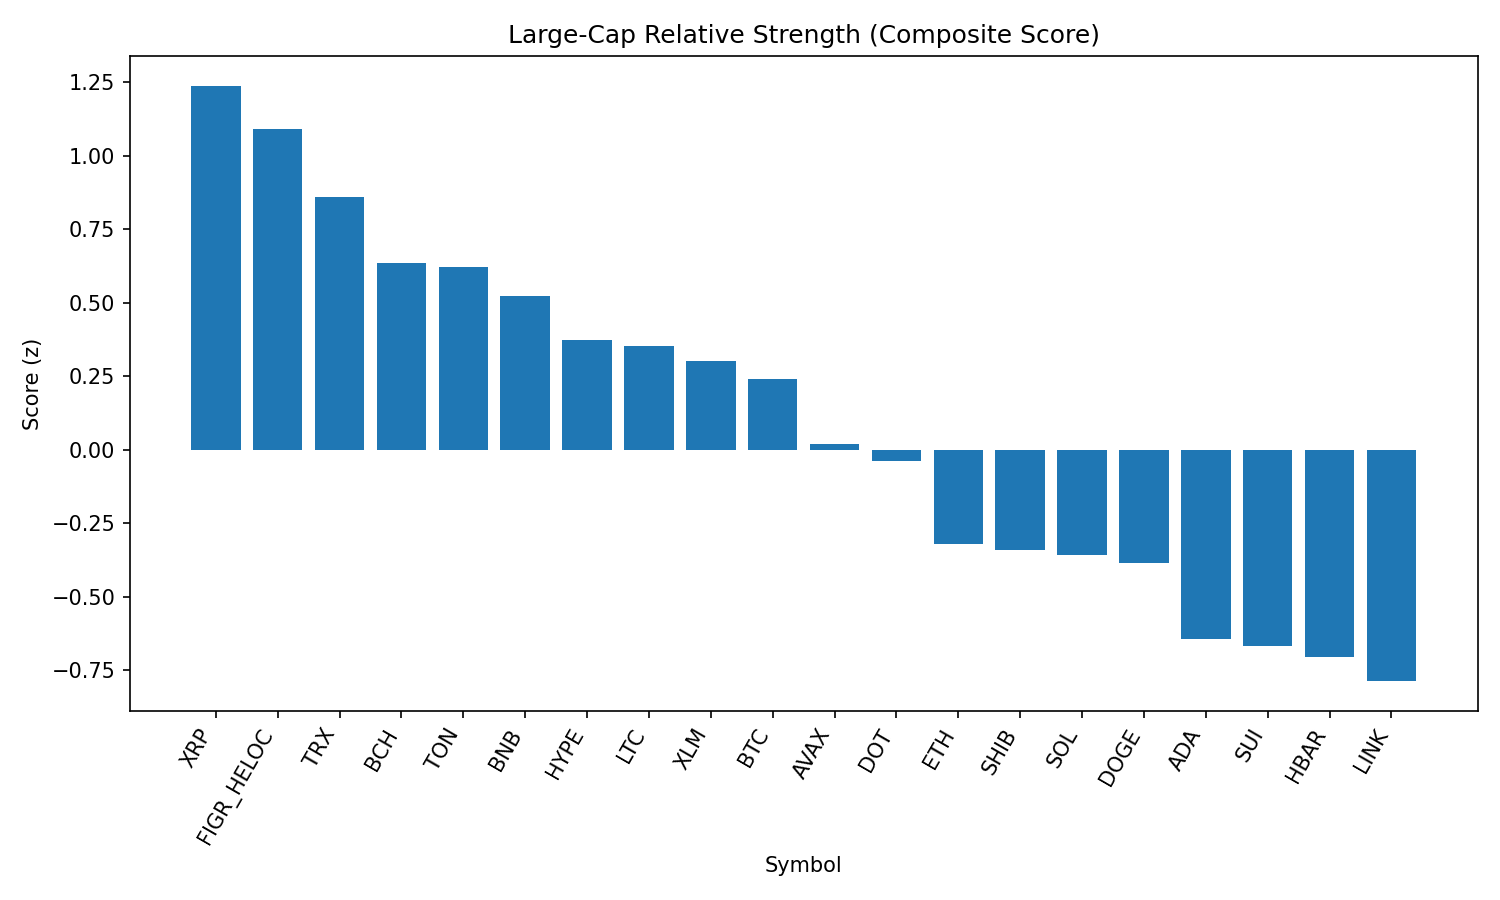 Large-Cap Relative Strength (Composite Score)
Score (z)
1.25
1.00
0.75
0.50
0.25
0.00
−0.25
−0.50
−0.75
XRP
FIGR_HELOC
TRX
BCH
TON
BNB
HYPE
LTC
XLM
BTC
AVAX
DOT
ETH
SHIB
SOL
DOGE
ADA
SUI
HBAR
LINK
Symbol